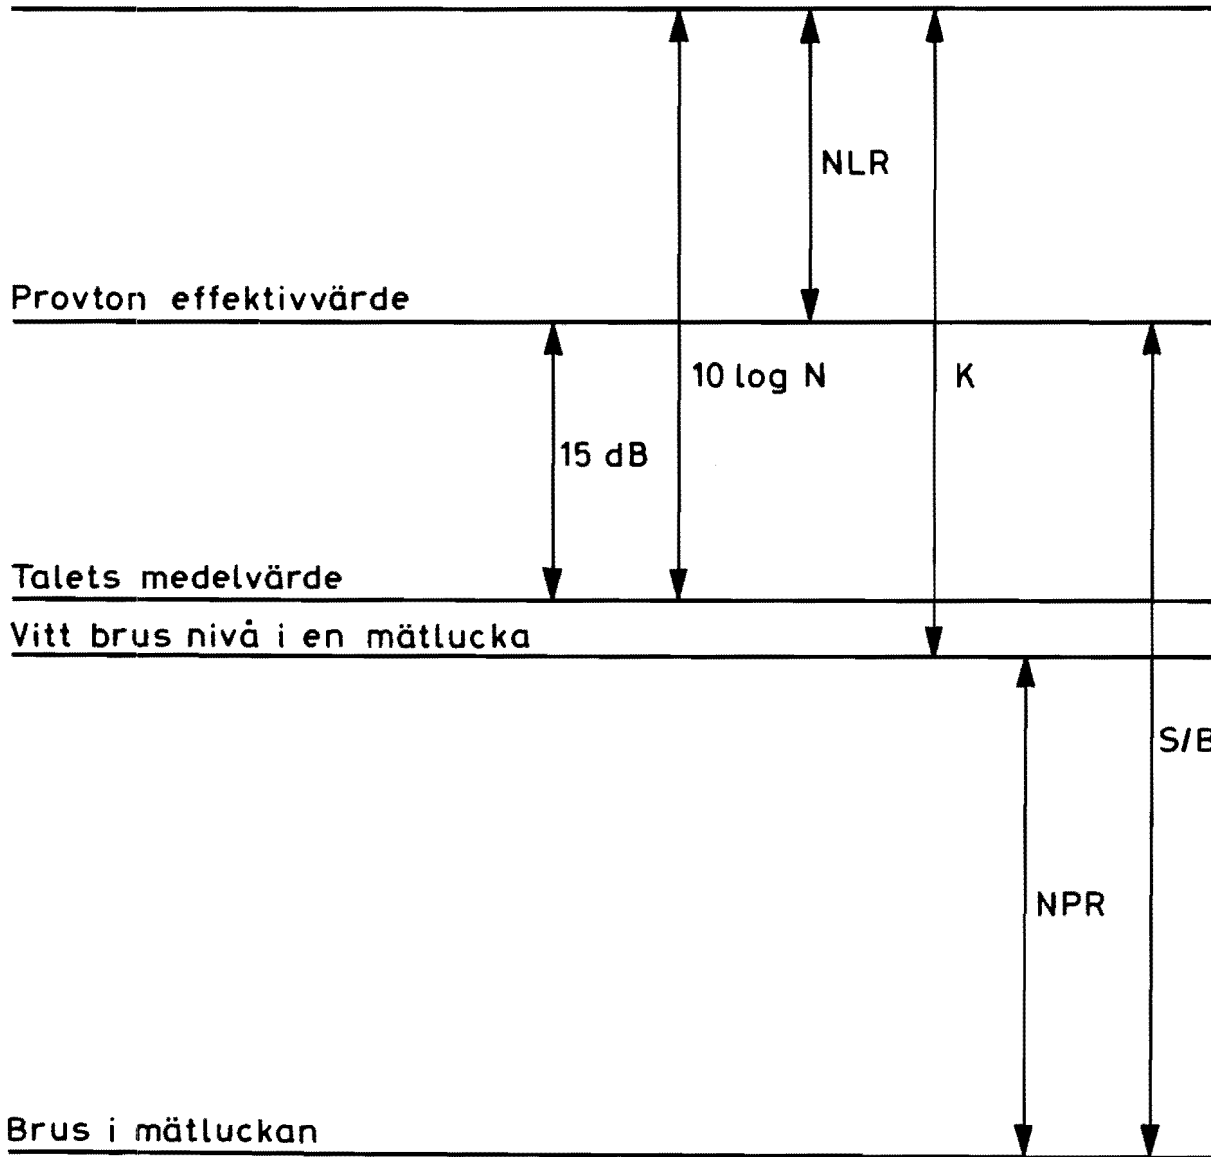 NLR
Provton effektivvärde
10 log N
K
15 dB
Talets medelvärde
Vitt brus nivå i en mätlucka
S/B
NPR
Brus i mätluckan